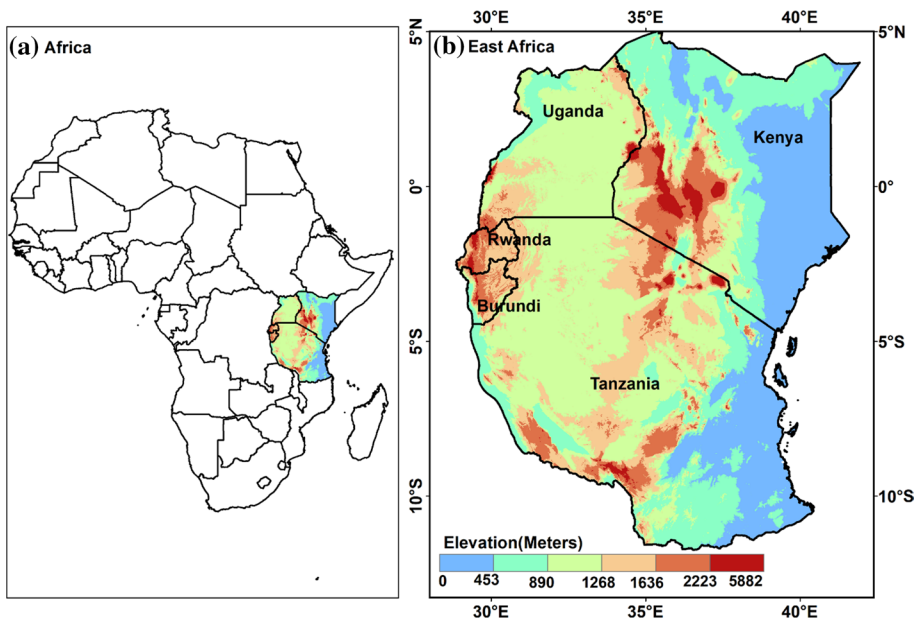 (a) Africa
30°E 35°E 40°E
(b) East Africa
5°N
5°N
Uganda
Kenya
0°
0°
Rwanda
Burundi
5°S
5°S
Tanzania
10°S
10°S
Elevation(Meters)
0 453 890 1268 1636 2223 5882
30°E 35°E 40°E